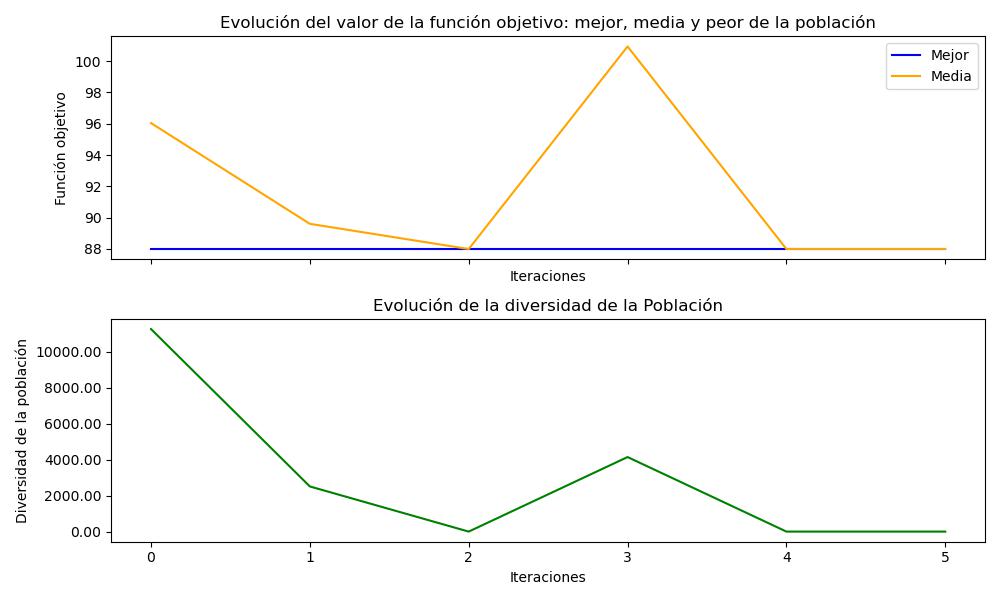 Evolución del valor de la función objetivo: mejor, media y peor de la población
Función objetivo
100
98
96
94
92
90
88
Mejor
Media
Iteraciones
Evolución de la diversidad de la Población
Diversidad de la población
10000.00
8000.00
6000.00
4000.00
2000.00
0.00
0 1 2 3 4 5
Iteraciones